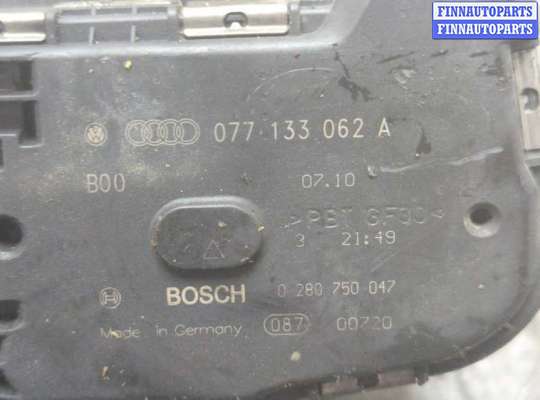 FINNAUTOPARTS
FINNAUTOPARTS
077 133 062 A
B00
07.10
>PBT GF30<
3 21:49
BOSCH 0 280 750 047
Made in Germany 087 00720